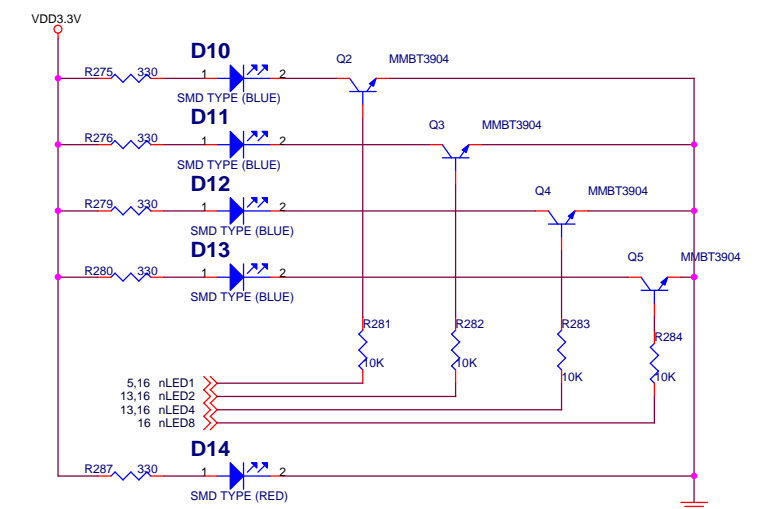 VDD3.3V
D10
Q2 MMBT3904
R275 330 1 2
SMD TYPE (BLUE)
D11
Q3 MMBT3904
R276 330 1 2
SMD TYPE (BLUE)
D12
Q4 MMBT3904
R279 330 1 2
SMD TYPE (BLUE)
D13
Q5 MMBT3904
R280 330 1 2
SMD TYPE (BLUE)
R281 R282 R283 R284
10K 10K 10K 10K
5,16 nLED1
13,16 nLED2
13,16 nLED4
16 nLED8
D14
R287 330 1 2
SMD TYPE (RED)